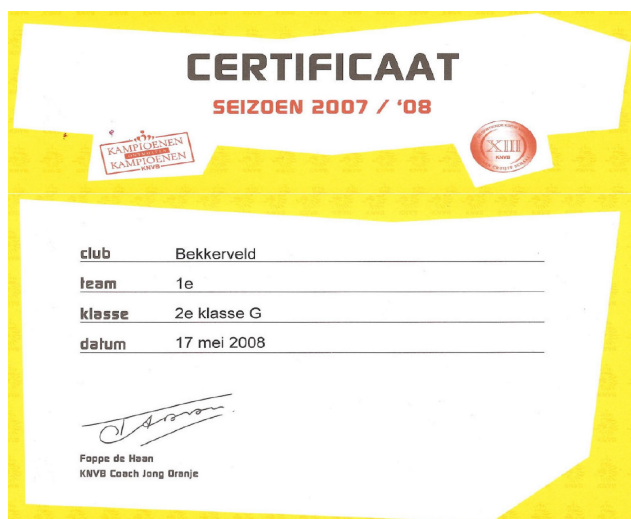 CERTIFICAAT
SEIZOEN 2007 / '08
KAMPIOENEN
KAMPIOENEN
KNVB
XIII
KNVB
club Bekkerveld
team 1e
klasse 2e klasse G
datum 17 mei 2008
Foppe de Haan
KNVB Coach Jong Oranje